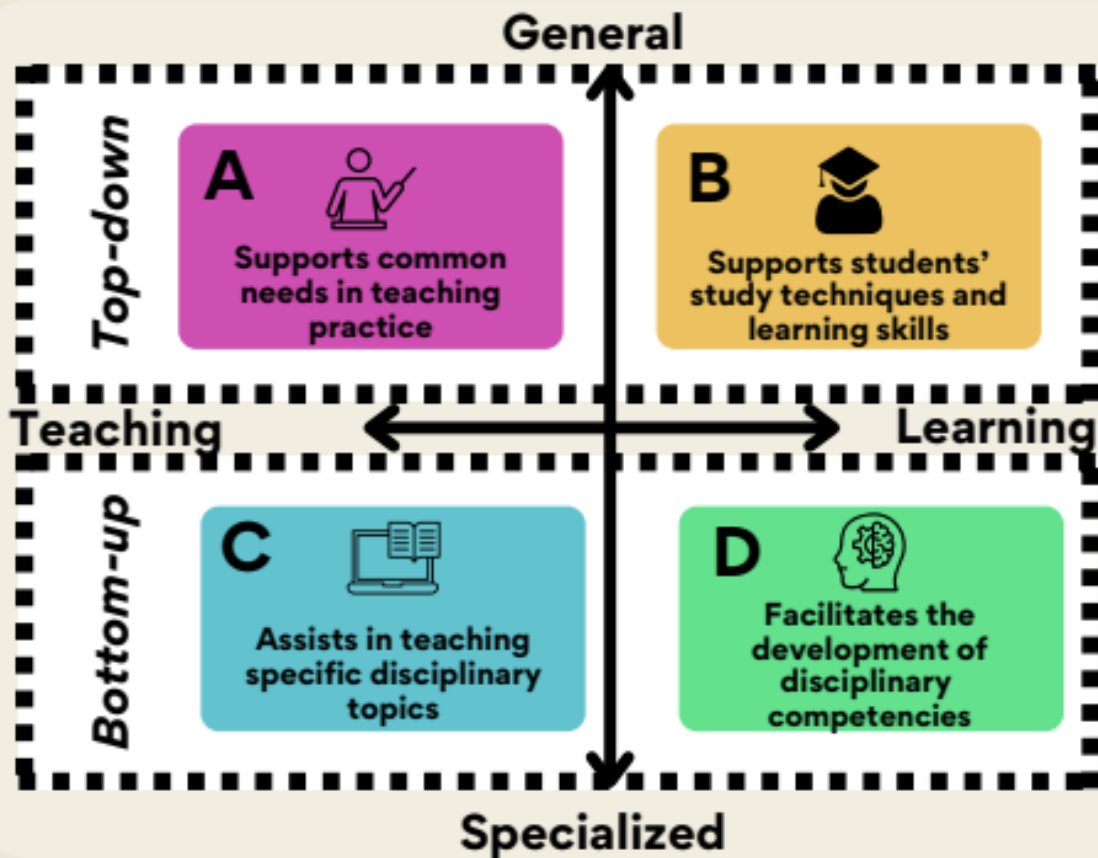 General
Top-down
A
Supports common
needs in teaching
practice
B
Supports students’
study techniques and
learning skills
Teaching
Learning
Bottom-up
C
Assists in teaching
specific disciplinary
topics
D
Facilitates the
development of
disciplinary
competencies
Specialized